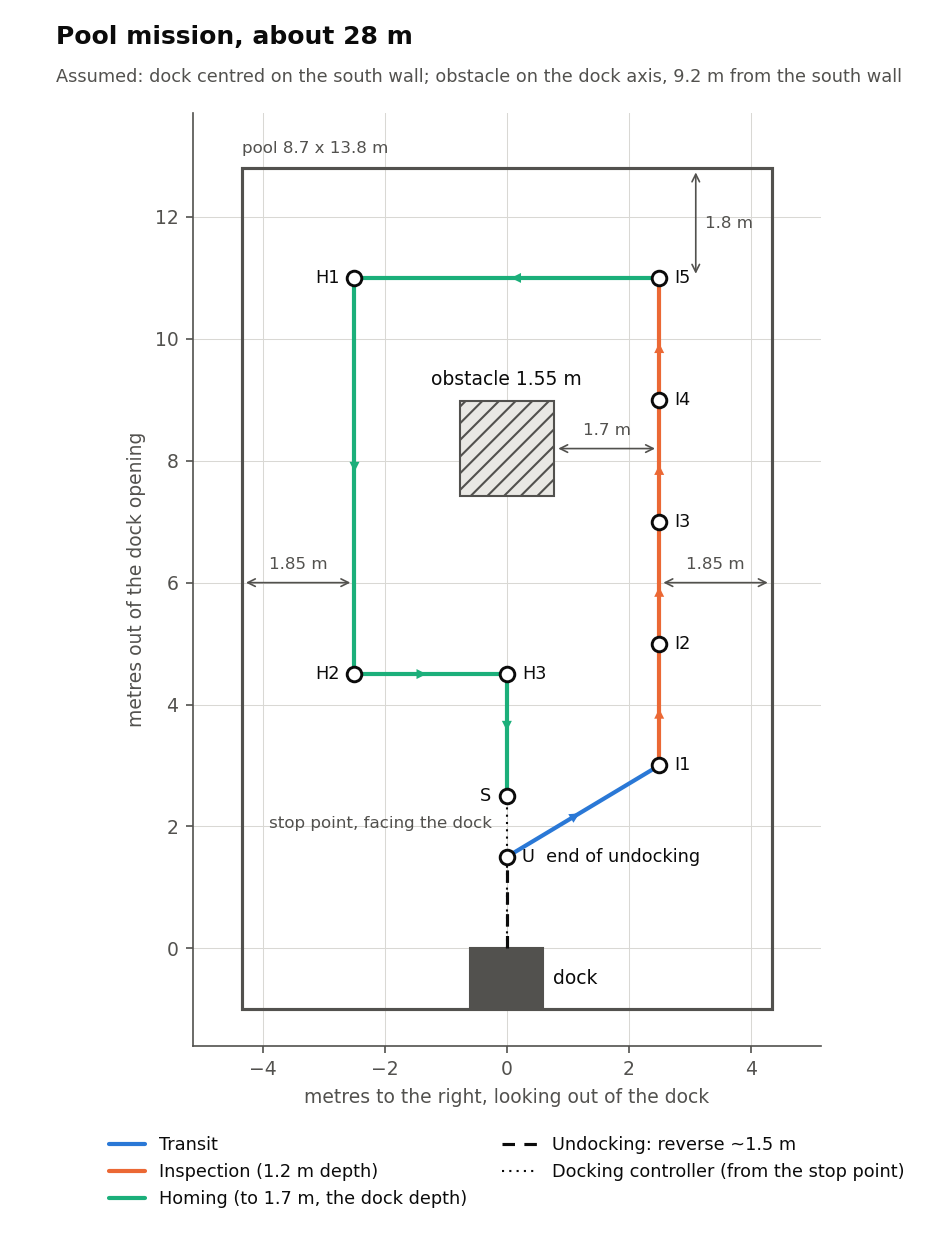 Pool mission, about 28 m
Assumed: dock centred on the south wall; obstacle on the dock axis, 9.2 m from the south wall
pool 8.7 x 13.8 m
12
1.8 m
H1
I5
10
obstacle 1.55 m
I4
1.7 m
8
I3
1.85 m
1.85 m
6
I2
H2
H3
4
I1
S
stop point, facing the dock
2
U end of undocking
0
dock
metres out of the dock opening
−4
−2
0
2
4
metres to the right, looking out of the dock
Transit
Inspection (1.2 m depth)
Homing (to 1.7 m, the dock depth)
Undocking: reverse ~1.5 m
Docking controller (from the stop point)